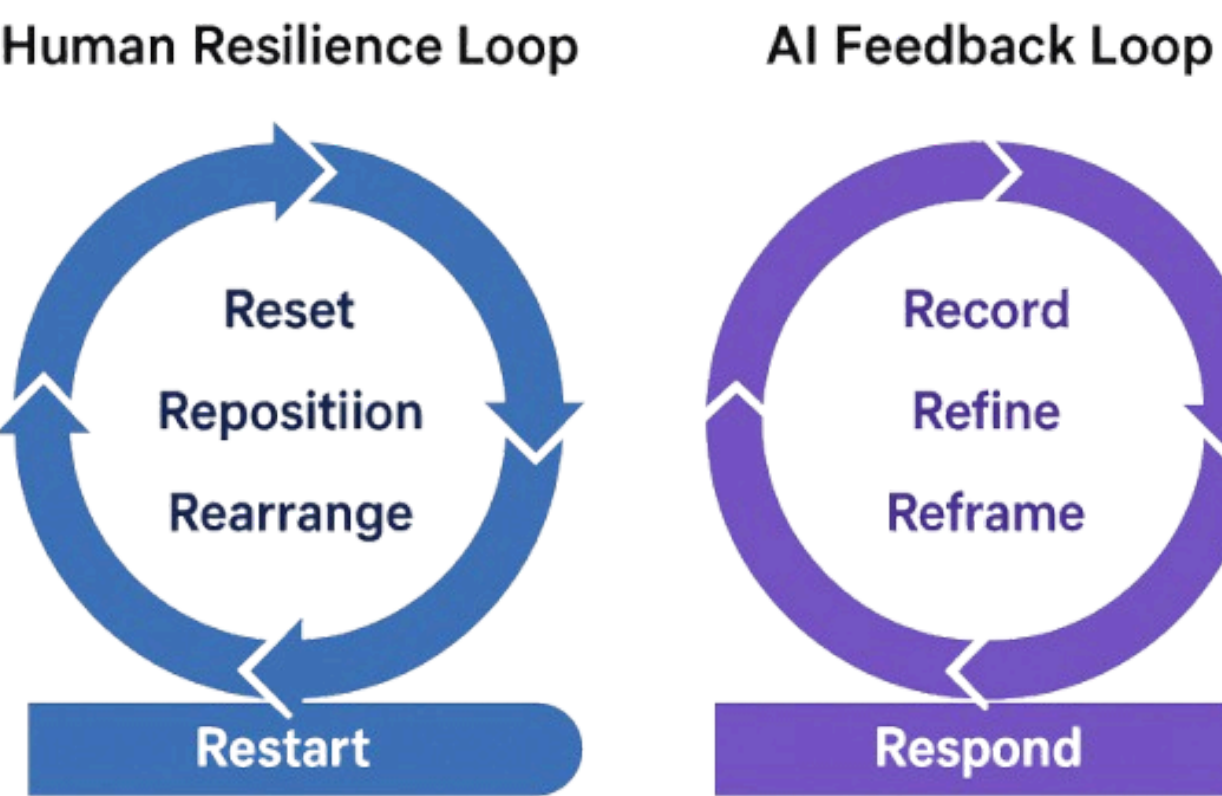 Human Resilience Loop
Reset
Repositiion
Rearrange
Restart
AI Feedback Loop
Record
Refine
Reframe
Respond